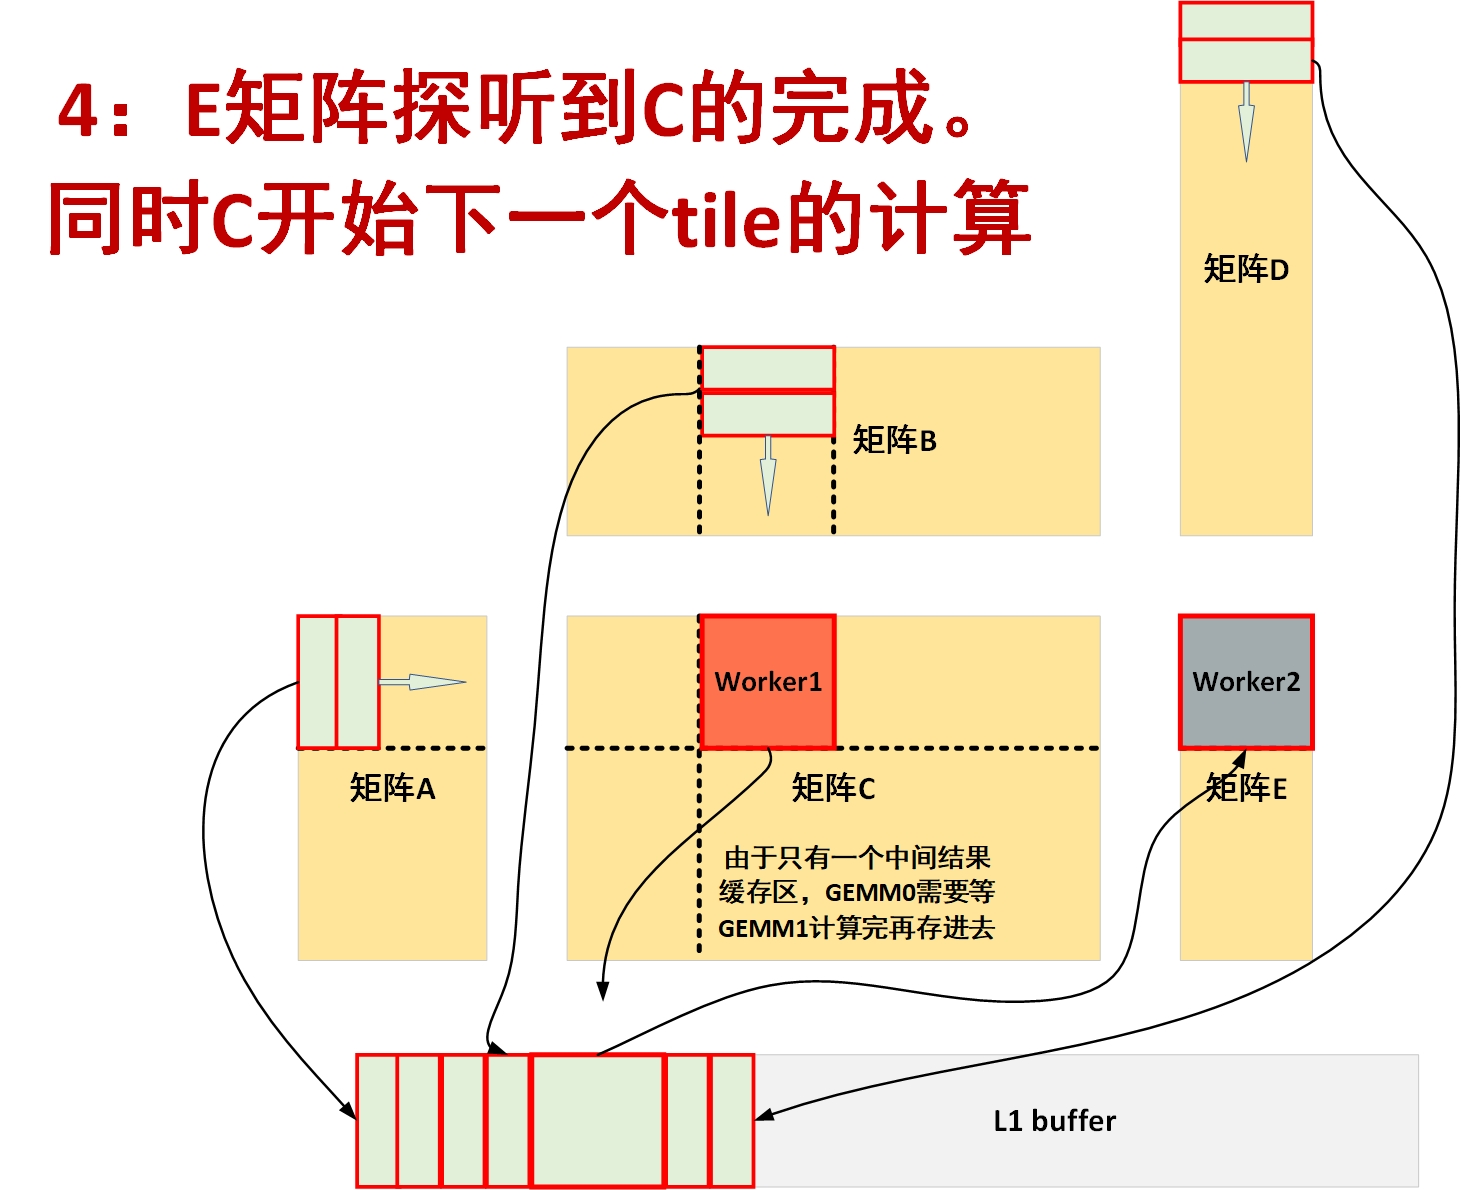 4：E矩阵探听到C的完成。
同时C开始下一个tile的计算
矩阵D
矩阵B
Worker1
Worker2
矩阵A
矩阵C
矩阵E
由于只有一个中间结果
缓存区，GEMM0需要等
GEMM1计算完再存进去
L1 buffer